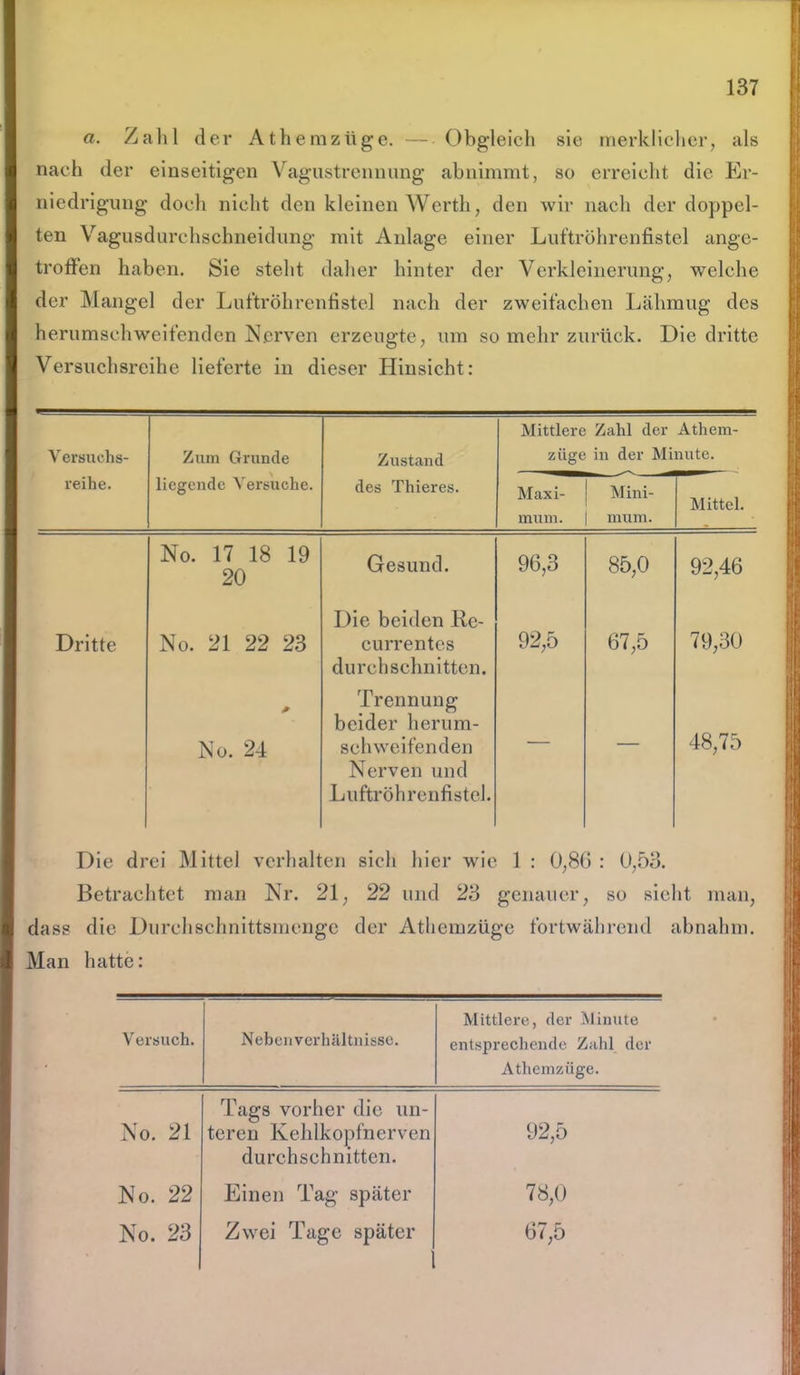 137
a. Zahl der Athemzüge. — Obgleich sie merklicher, als
nach der einseitigen Vagustrennung abnimmt, so erreicht die Er-
niedrigung doch nicht den kleinen Werth, den wir nach der doppel-
ten Vagusdurchschneidung mit Anlage einer Luftröhrenfistel ange-
troffen haben. Sie steht daher hinter der Verkleinerung, welche
der Mangel der Luftröhrenfistel nach der zweifachen Lähmug des
herumschweifenden Nerven erzeugte, um so mehr zurück. Die dritte
Versuchsreihe lieferte in dieser Hinsicht:
Versuchs-
reihe.
Zum Grunde
liegende Versuche.
Zustand
des Thieres.
Mittlere Zahl der Athem-
züge in der Minute.
Maxi-
mum.
Mini-
mum.
Mittel.
Dritte
No. 17 18 19
20
Gesund.
96,3
85,0
92,46
No. 21 22 23
Die beiden Re-
currentes
durchschnitten.
92,5
67,5
79,30
No. 24
Trennung
beider herum-
schweifenden
Nerven und
Luftröhrenfistel.
—
—
48,75
Die drei Mittel verhalten sich hier wie 1 : 0,86 : 0,53.
Betrachtet man Nr. 21, 22 und 23 genauer, so sieht man,
dass die Durchschnittsmenge der Athemzüge fortwährend abnahm.
Man hatte:
Versuch.
Nebenverhältnisse.
Mittlere, der Minute
entsprechende Zahl der
Athemzüge.
No. 21
Tags vorher die un-
teren Kehlkopfnerven
durchschnitten.
92,5
No. 22
Einen Tag später
78,0
No. 23
Zwei Tage später
67,5